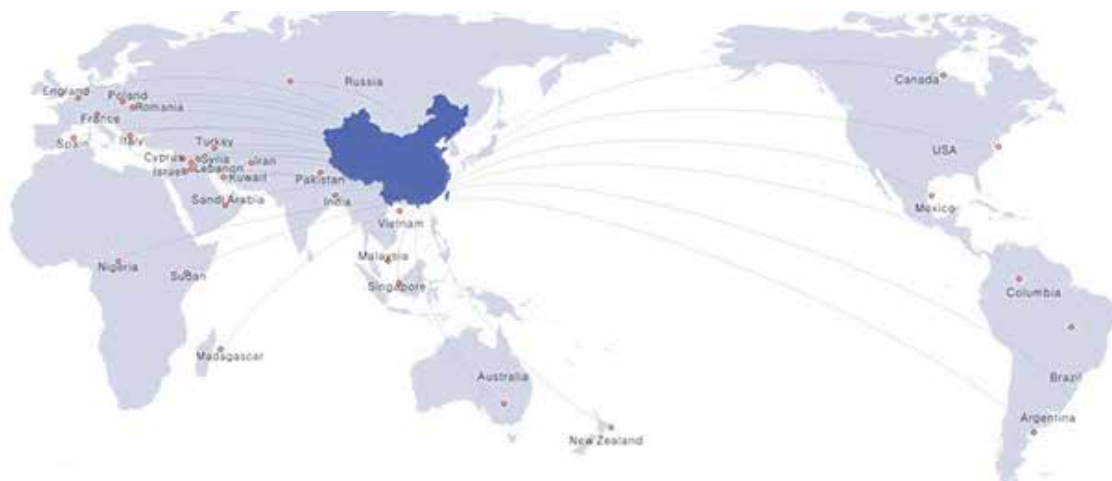 Russia
Canada
England
Poland
Romania
France
Spain
Italy
Turkey
USA
Cyprus
Syria
Iran
Lebanon
Israel
Kuwait
Pakistan
Saudi Arabia
India
Mexico
Vietnam
Malaysia
Nigeria
Sudan
Singapore
Columbia
Madagascar
Australia
Brazil
Argentina
New Zealand